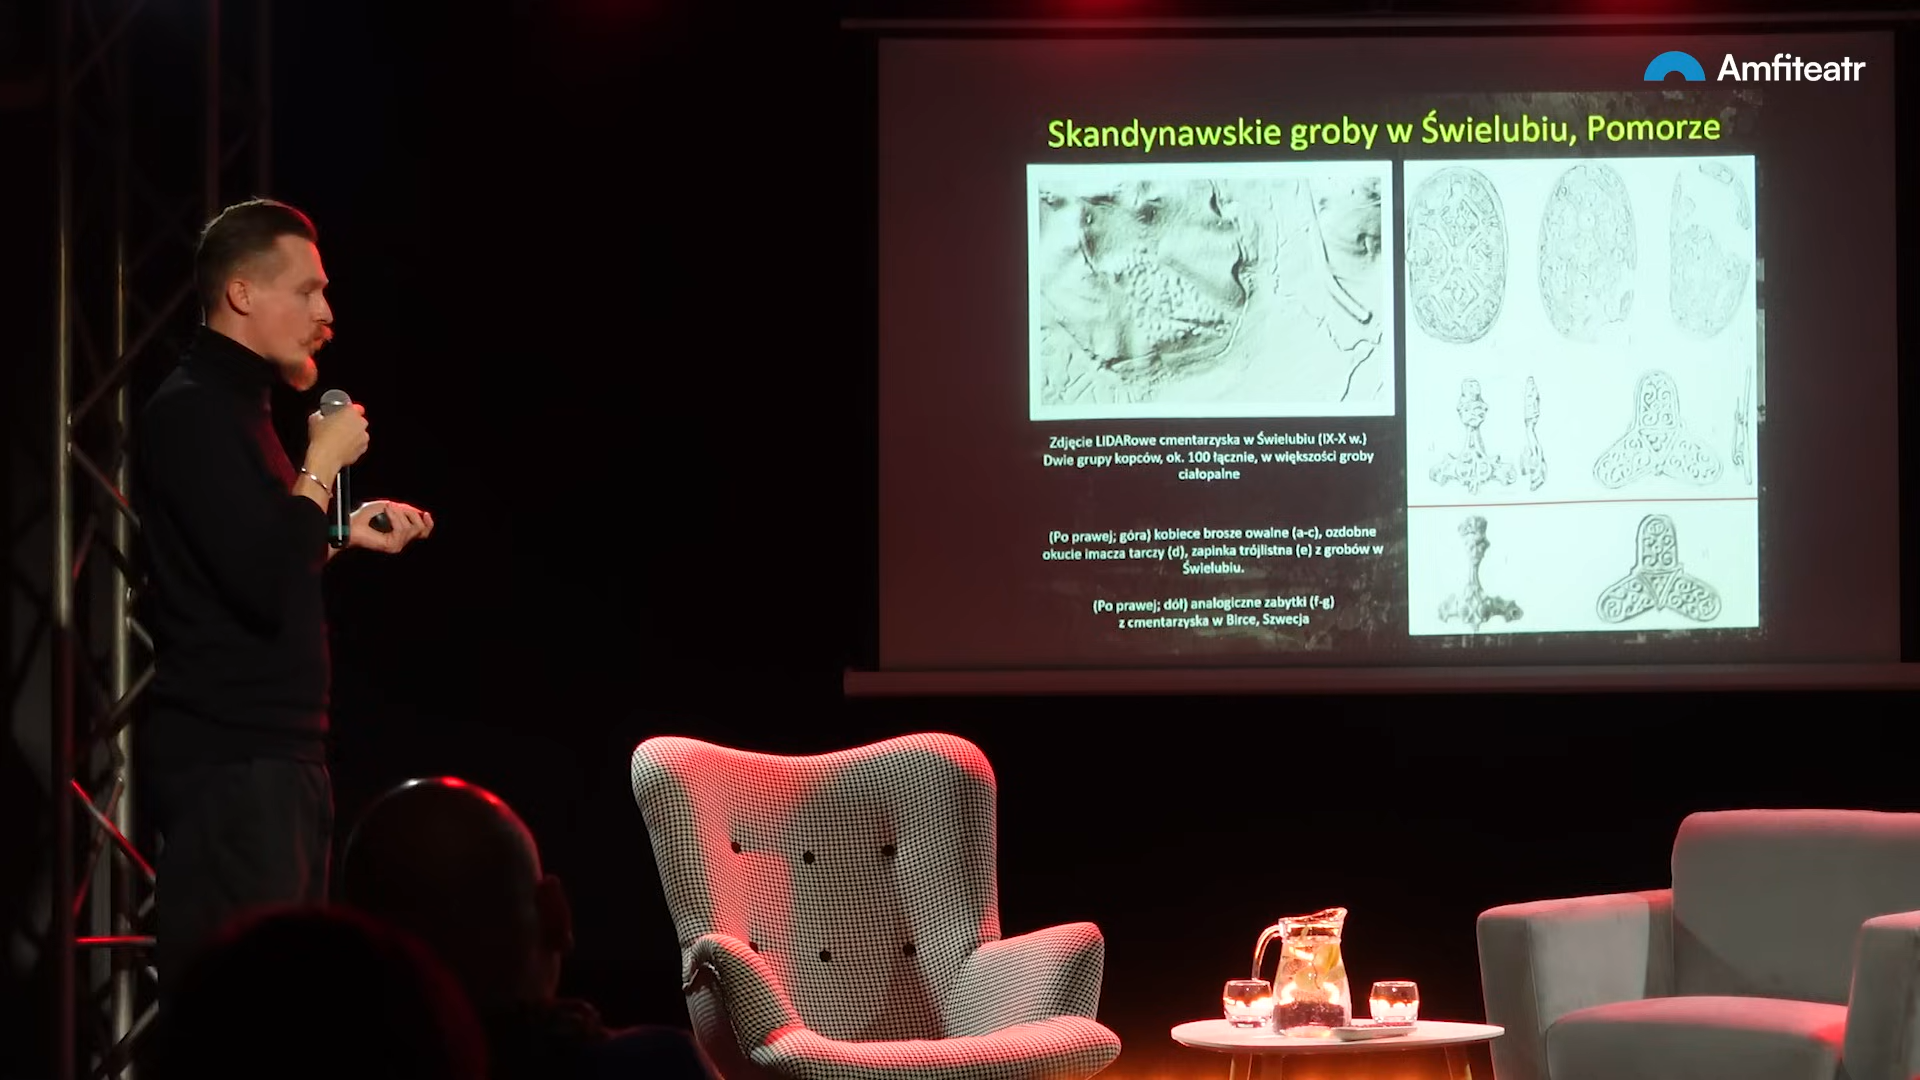 Amfiteatr
Skandynawskie groby w Świelubiu, Pomorze
Zdjęcie LIDARowe cmentarzyska w Świelubiu (IX-X w.)
Dwie grupy kopców, ok. 100 łącznie, w większości groby
ciałopalne
(Po prawej; góra) kobiece brosze owalne (a-c), ozdobne
okucie imacza tarczy (d), zapinka trójlistna (e) z grobów w
Świelubiu.
(Po prawej; dół) analogiczne zabytki (f-g)
z cmentarzyska w Birce, Szwecja